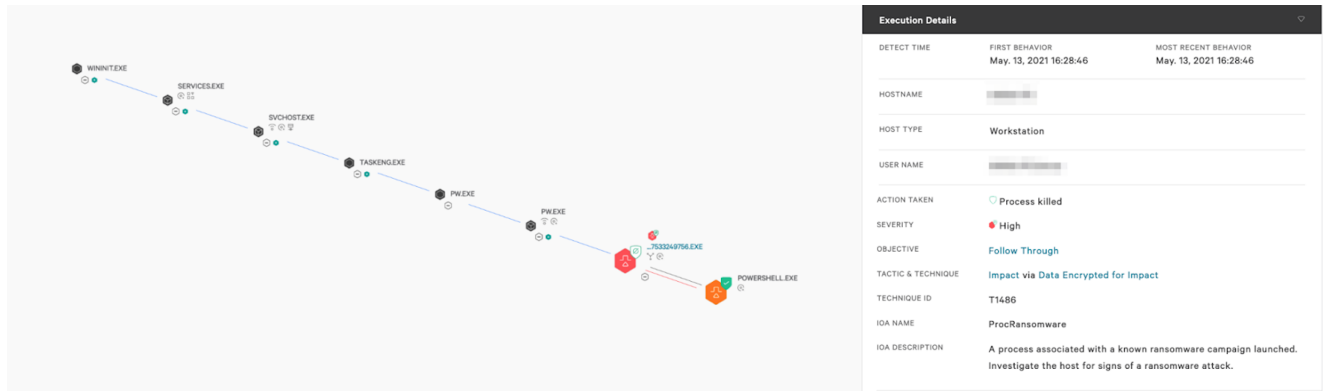 WININIT.EXE
SERVICES.EXE
SVCHOST.EXE
TASKENG.EXE
PW.EXE
PW.EXE
...7533249756.EXE
POWERSHELL.EXE
Execution Details
DETECT TIME
FIRST BEHAVIOR
May. 13, 2021 16:28:46
MOST RECENT BEHAVIOR
May. 13, 2021 16:28:46
HOSTNAME
HOST TYPE
Workstation
USER NAME
ACTION TAKEN
Process killed
SEVERITY
High
OBJECTIVE
Follow Through
TACTIC & TECHNIQUE
Impact via Data Encrypted for Impact
TECHNIQUE ID
T1486
IOA NAME
ProcRansomware
IOA DESCRIPTION
A process associated with a known ransomware campaign launched.
Investigate the host for signs of a ransomware attack.